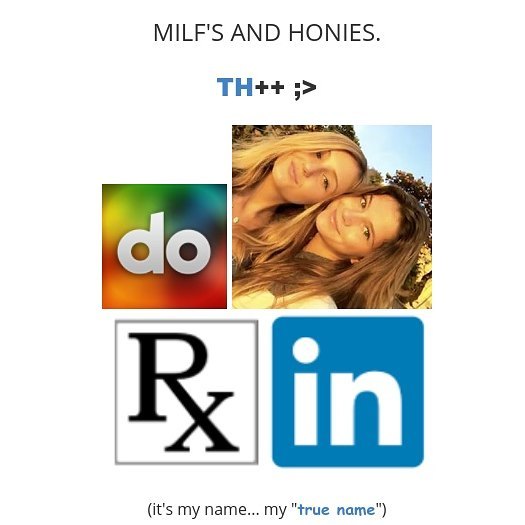 MILF'S AND HONIES.
TH++ ;>
do
Rx in
(it's my name... my "true name")